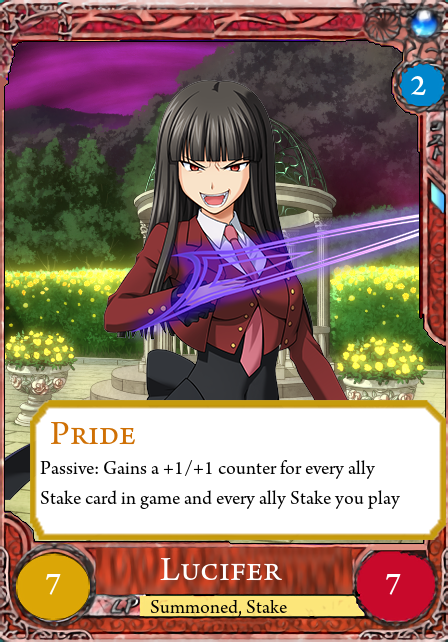 2
PRIDE
Passive: Gains a +1/+1 counter for every ally
Stake card in game and every ally Stake you play
LUCIFER
7
7
LP
Summoned, Stake